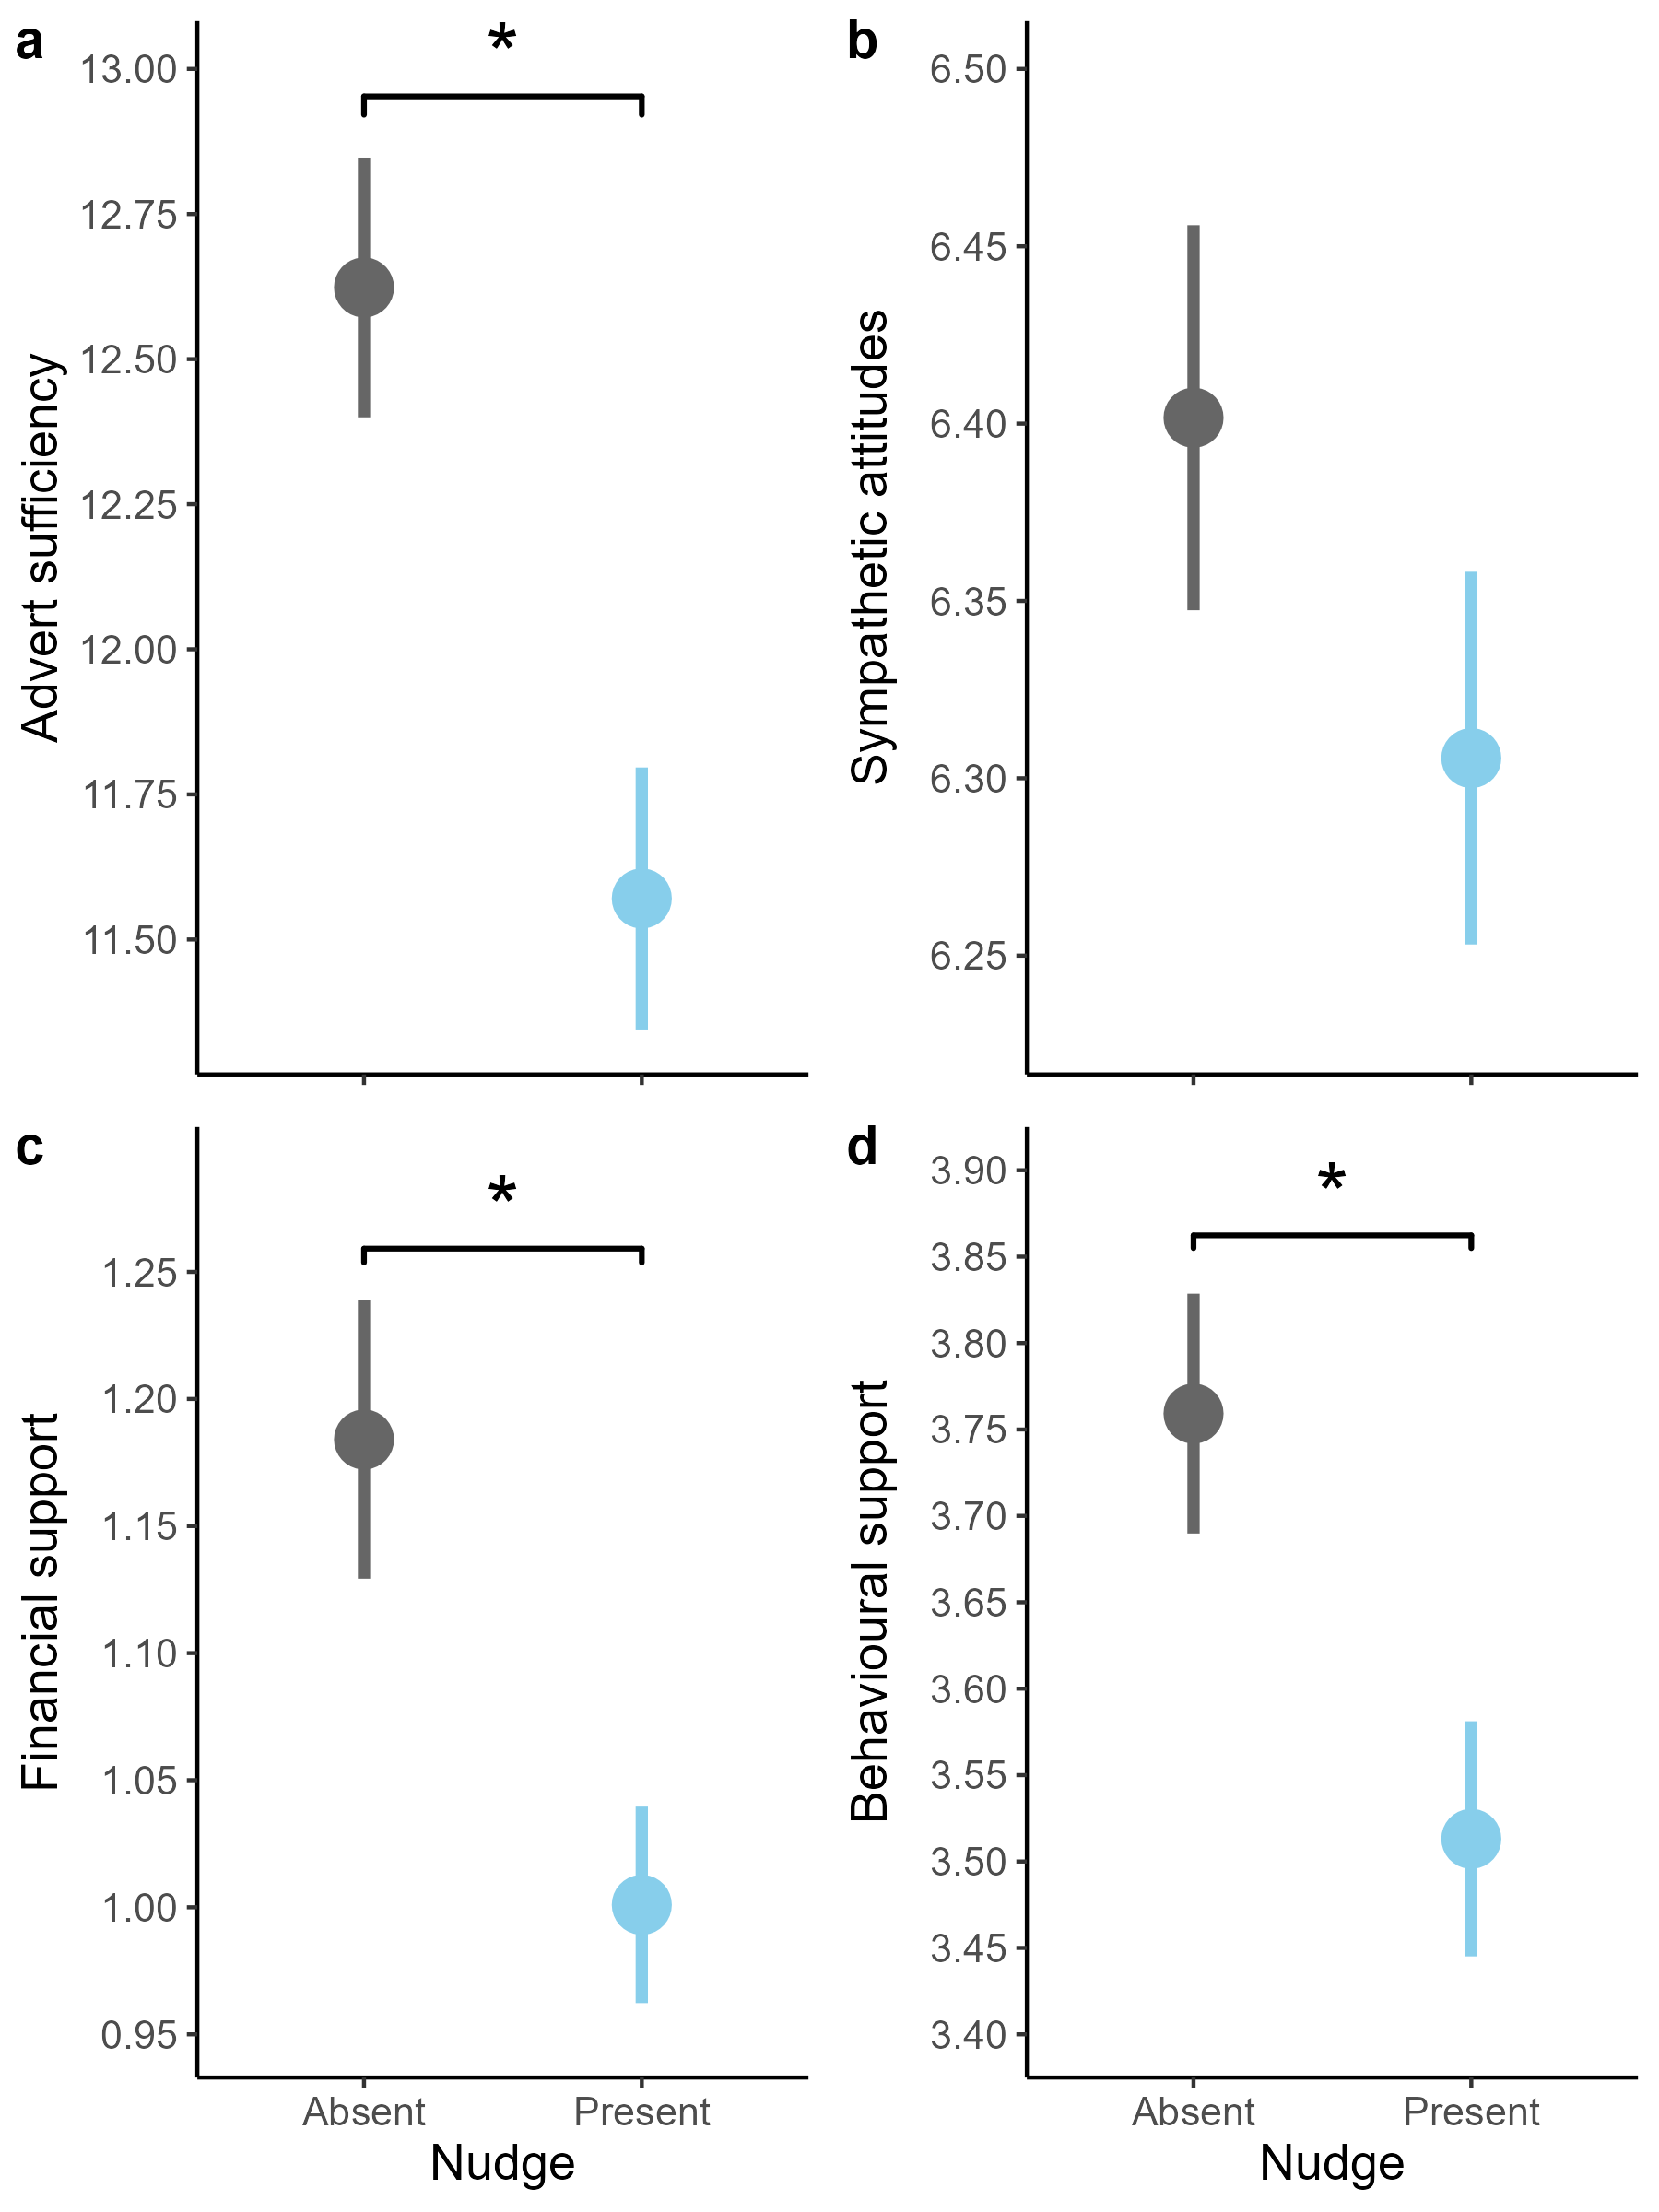 a
*
13.00
12.75
12.50
12.25
12.00
11.75
11.50
Advert sufficiency
b
6.50
6.45
6.40
6.35
6.30
6.25
Sympathetic attitudes
c
*
1.25
1.20
1.15
1.10
1.05
1.00
0.95
Financial support
Absent Present
Nudge
d
*
3.90
3.85
3.80
3.75
3.70
3.65
3.60
3.55
3.50
3.45
3.40
Behavioural support
Absent Present
Nudge